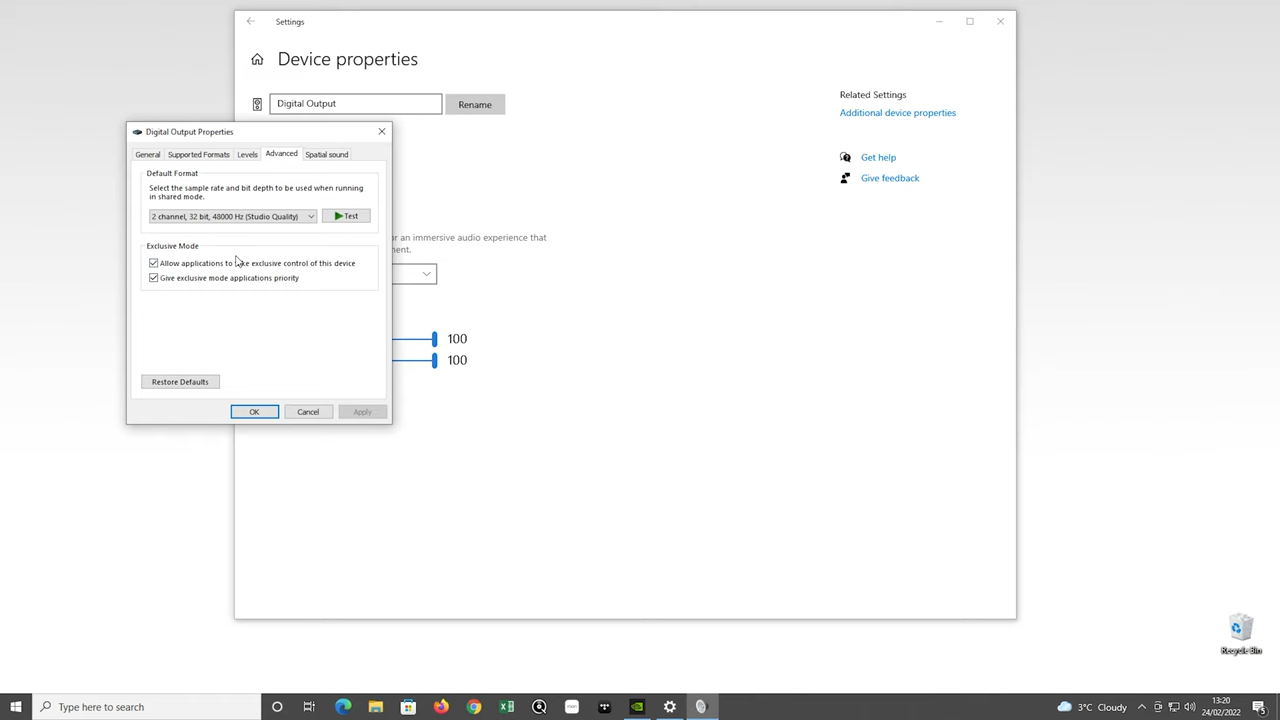 Settings
Device properties
Digital Output
Rename
Related Settings
Additional device properties
Get help
Give feedback
Digital Output Properties
General
Supported Formats
Levels
Advanced
Spatial sound
Default Format
Select the sample rate and bit depth to be used when running
in shared mode.
2 channel, 32 bit, 48000 Hz (Studio Quality)
Test
or an immersive audio experience that
ment.
Exclusive Mode
Allow applications to take exclusive control of this device
Give exclusive mode applications priority
100
100
Restore Defaults
OK
Cancel
Apply
Recycle Bin
Type here to search
3°C Cloudy
13:20
24/02/2022